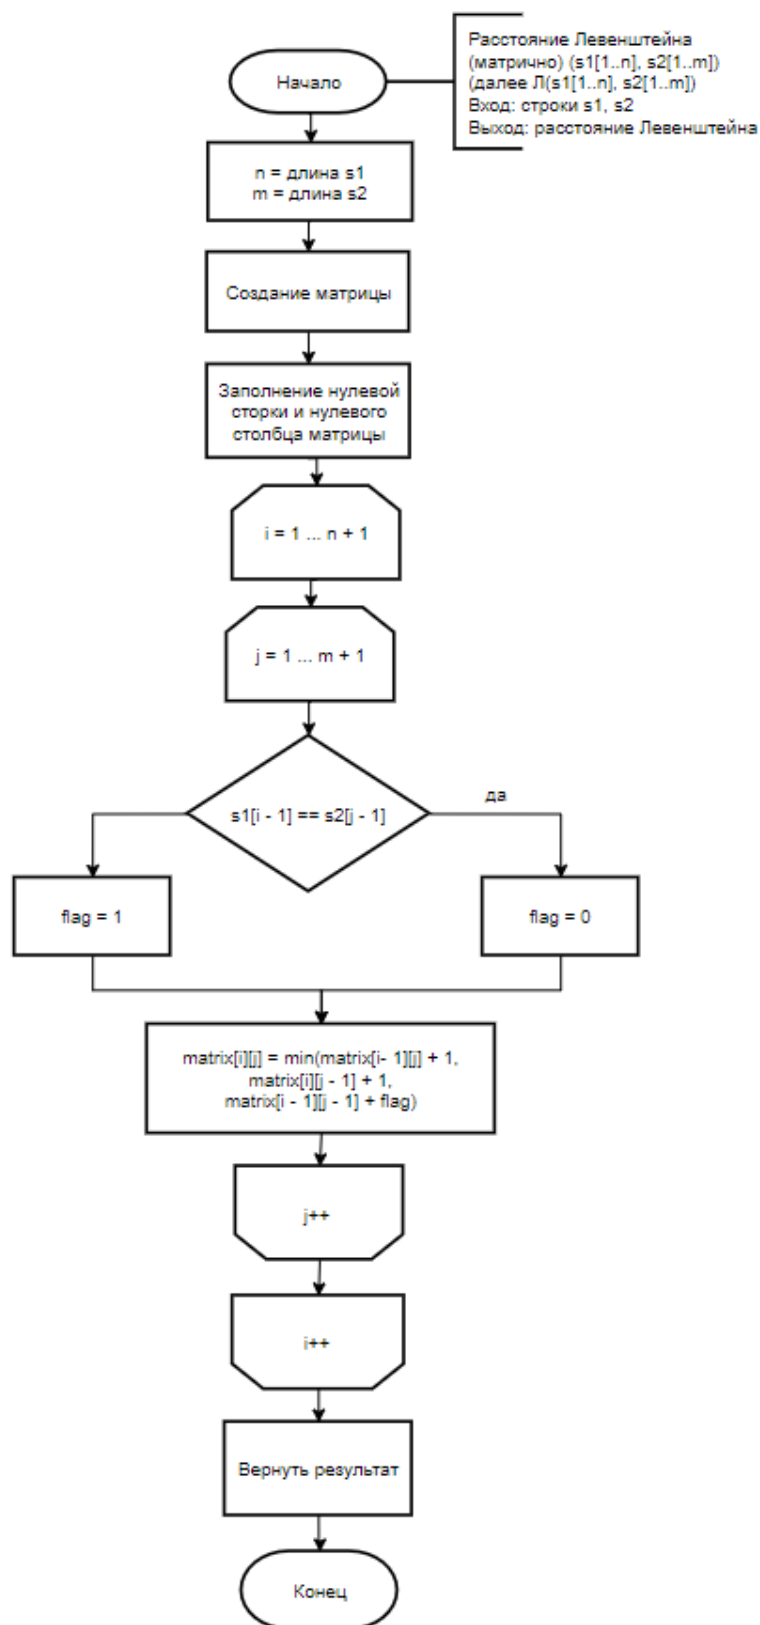 Расстояние Левенштейна
(матрично) (s1[1..n], s2[1..m])
(далее Л(s1[1..n], s2[1..m])
Вход: строки s1, s2
Выход: расстояние Левенштейна
Начало
n = длина s1
m = длина s2
Создание матрицы
Заполнение нулевой
сторки и нулевого
столбца матрицы
i = 1 ... n + 1
j = 1 ... m + 1
s1[i - 1] == s2[j - 1]
да
flag = 1
flag = 0
matrix[i][j] = min(matrix[i- 1][j] + 1,
matrix[i][j - 1] + 1,
matrix[i - 1][j - 1] + flag)
j++
i++
Вернуть результат
Конец